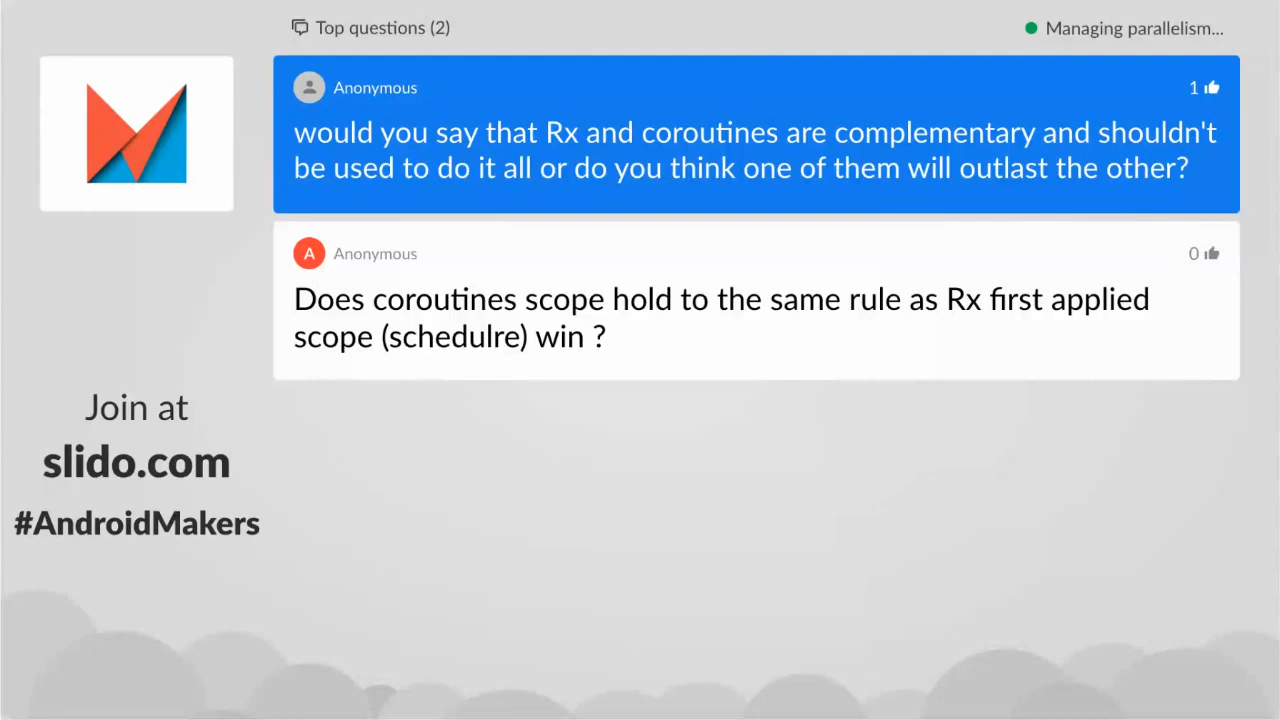 Top questions (2)
Managing parallelism...
Anonymous
1
would you say that Rx and coroutines are complementary and shouldn't
be used to do it all or do you think one of them will outlast the other?
A
Anonymous
0
Does coroutines scope hold to the same rule as Rx first applied
scope (schedulre) win ?
Join at
slido.com
#AndroidMakers